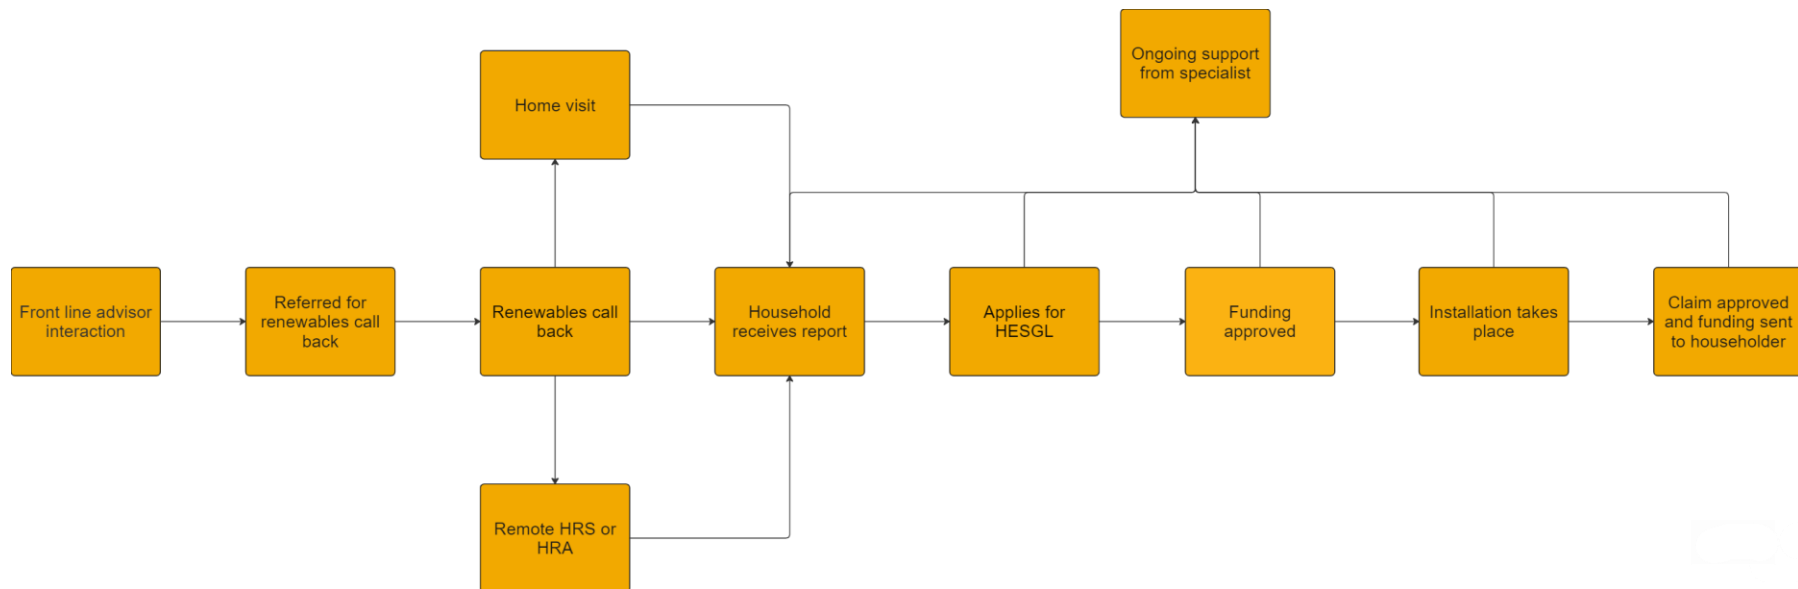 Ongoing support
from specialist
Home visit
Front line advisor
interaction
Referred for
renewables call
back
Renewables call
back
Household
receives report
Applies for
HESGL
Funding
approved
Installation takes
place
Claim approved
and funding sent
to householder
Remote HRS or
HRA